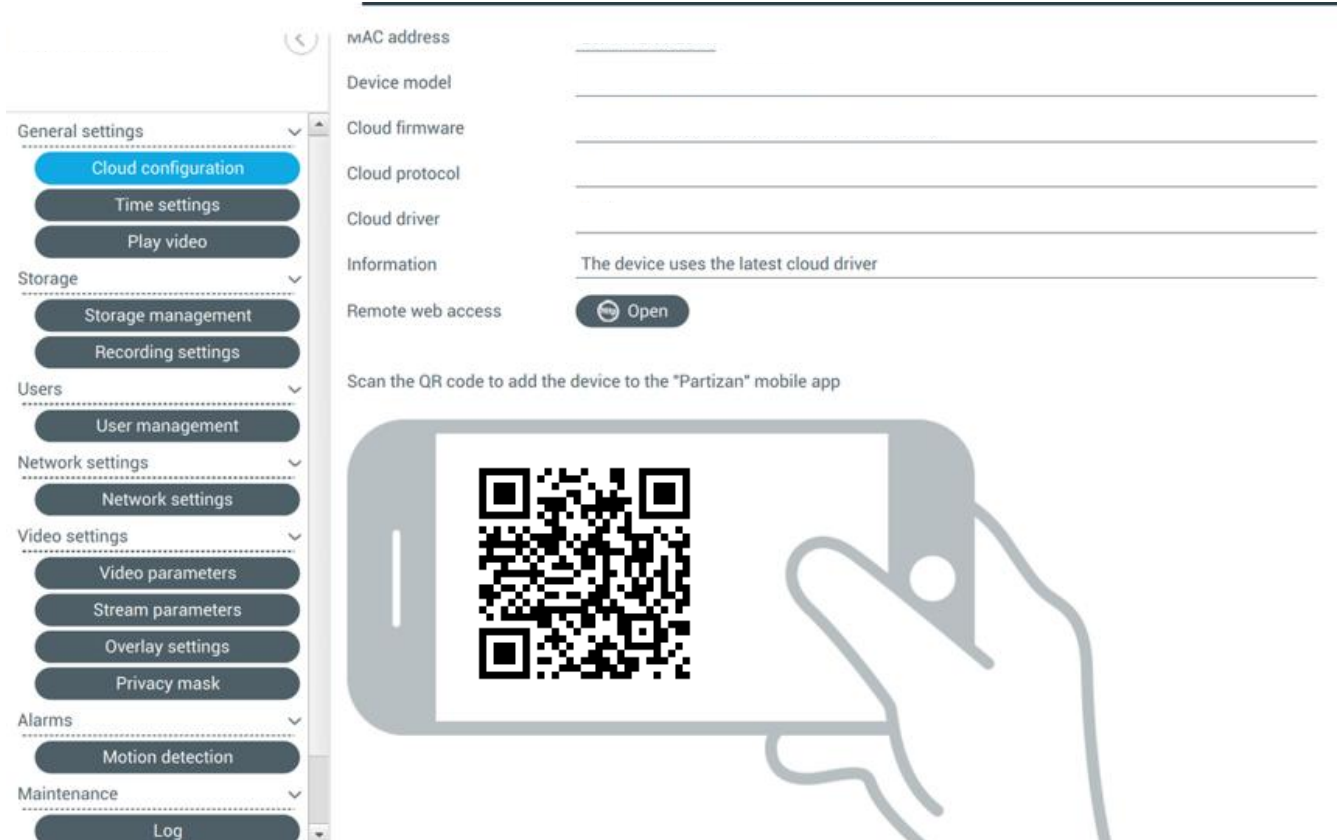 MAC address
Device model
General settings
Cloud firmware
Cloud configuration
Cloud protocol
Time settings
Cloud driver
Play video
Information The device uses the latest cloud driver
Storage
Storage management
Remote web access Open
Recording settings
Users
Scan the QR code to add the device to the "Partizan" mobile app
User management
Network settings
Network settings
Video settings
Video parameters
Stream parameters
Overlay settings
Privacy mask
Alarms
Motion detection
Maintenance
Log